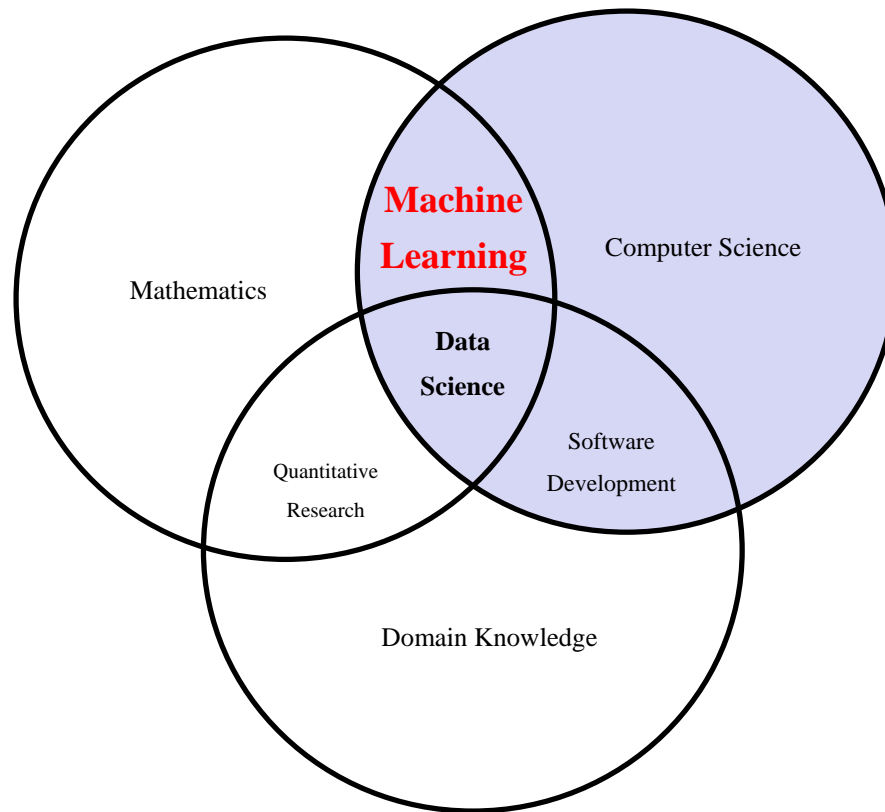 Machine
Learning
Computer Science
Mathematics
Data
Science
Software
Development
Quantitative
Research
Domain Knowledge